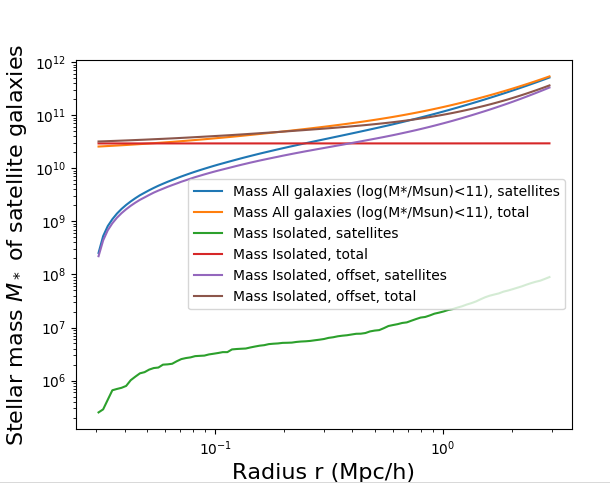 10¹²
10¹¹
10¹⁰
10⁹
10⁸
10⁷
10⁶
Stellar mass M* of satellite galaxies
Mass All galaxies (log(M*/Msun)<11), satellites
Mass All galaxies (log(M*/Msun)<11), total
Mass Isolated, satellites
Mass Isolated, total
Mass Isolated, offset, satellites
Mass Isolated, offset, total
10⁻¹ 10⁰
Radius r (Mpc/h)